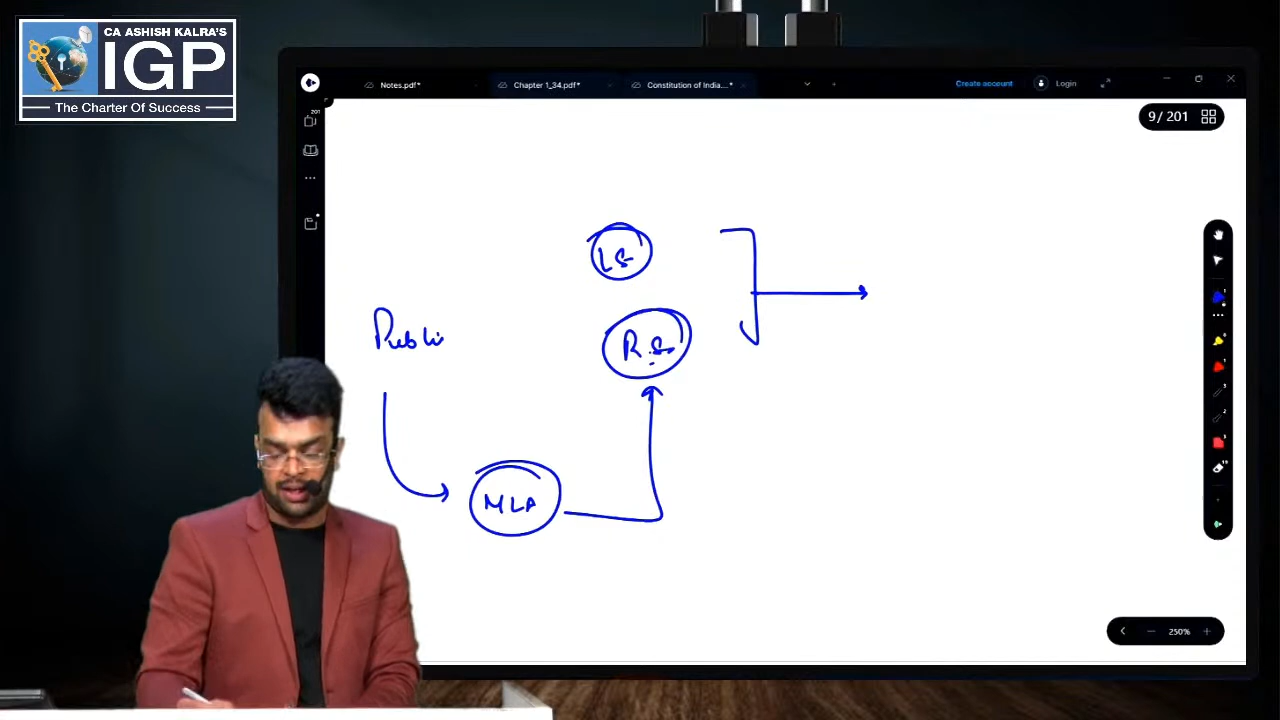 CA ASHISH KALRA'S
IGP
The Charter Of Success
Notes.pdf*
Chapter 1_34.pdf*
Constitution of India....*
Create account
Login
9/ 201
201
LS
R.S.
Publi
MLA
250%